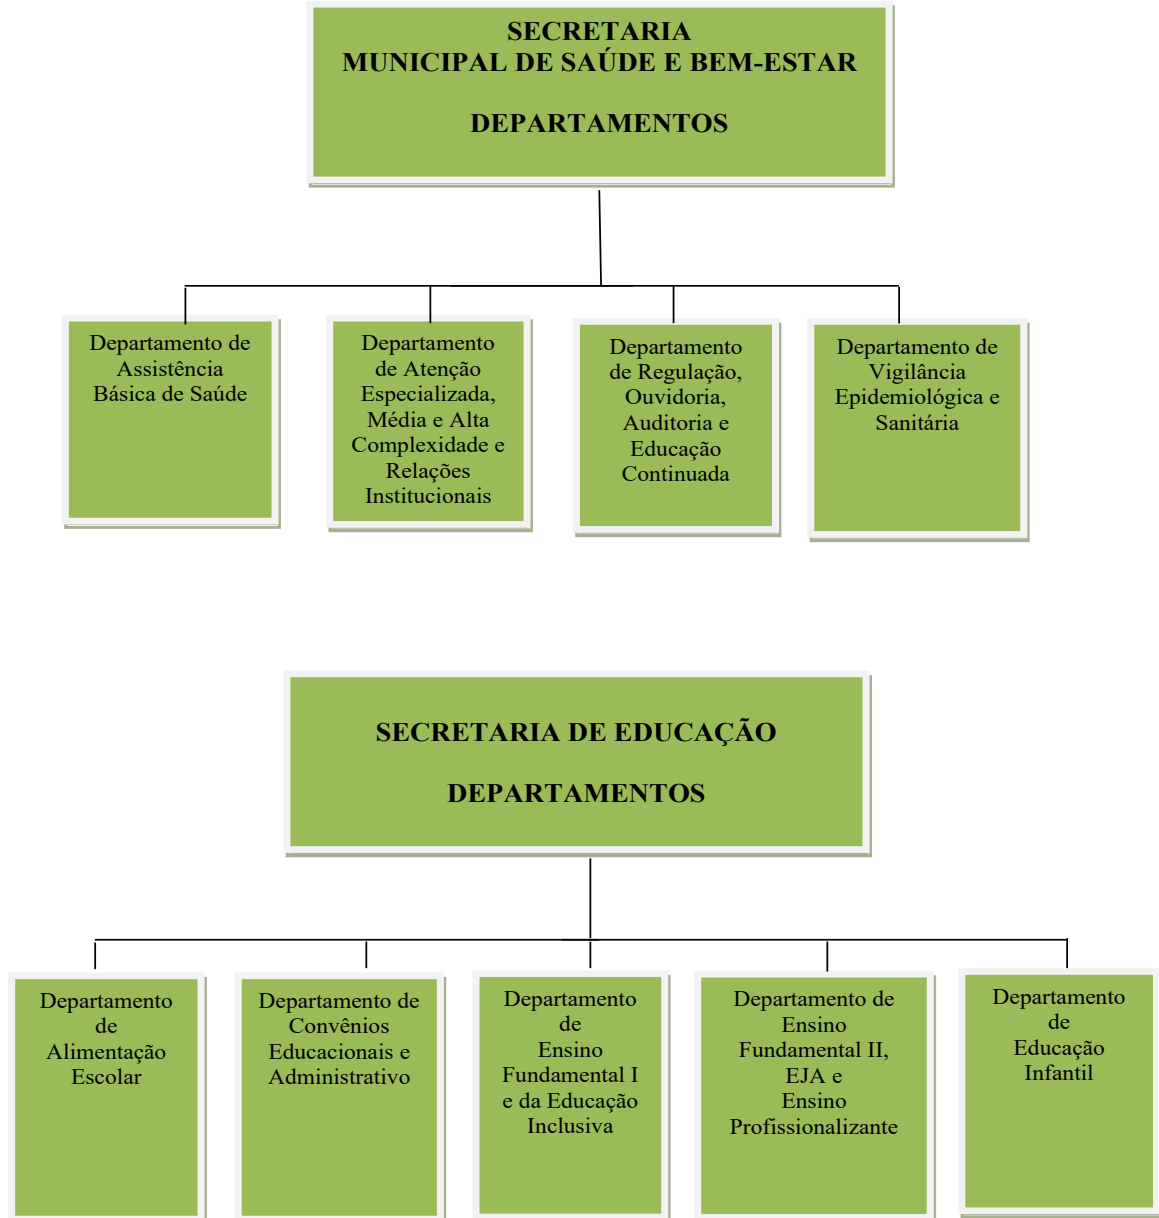 SECRETARIA
MUNICIPAL DE SAÚDE E BEM-ESTAR
DEPARTAMENTOS
Departamento de
Assistência
Básica de Saúde
Departamento
de Atenção
Especializada,
Média e Alta
Complexidade e
Relações
Institucionais
Departamento
de Regulação,
Ouvidoria,
Auditoria e
Educação
Continuada
Departamento de
Vigilância
Epidemiológica e
Sanitária
SECRETARIA DE EDUCAÇÃO
DEPARTAMENTOS
Departamento
de
Alimentação
Escolar
Departamento de
Convênios
Educacionais e
Administrativo
Departamento
de
Ensino
Fundamental I
e da Educação
Inclusiva
Departamento de
Ensino
Fundamental II,
EJA e
Ensino
Profissionalizante
Departamento
de
Educação
Infantil